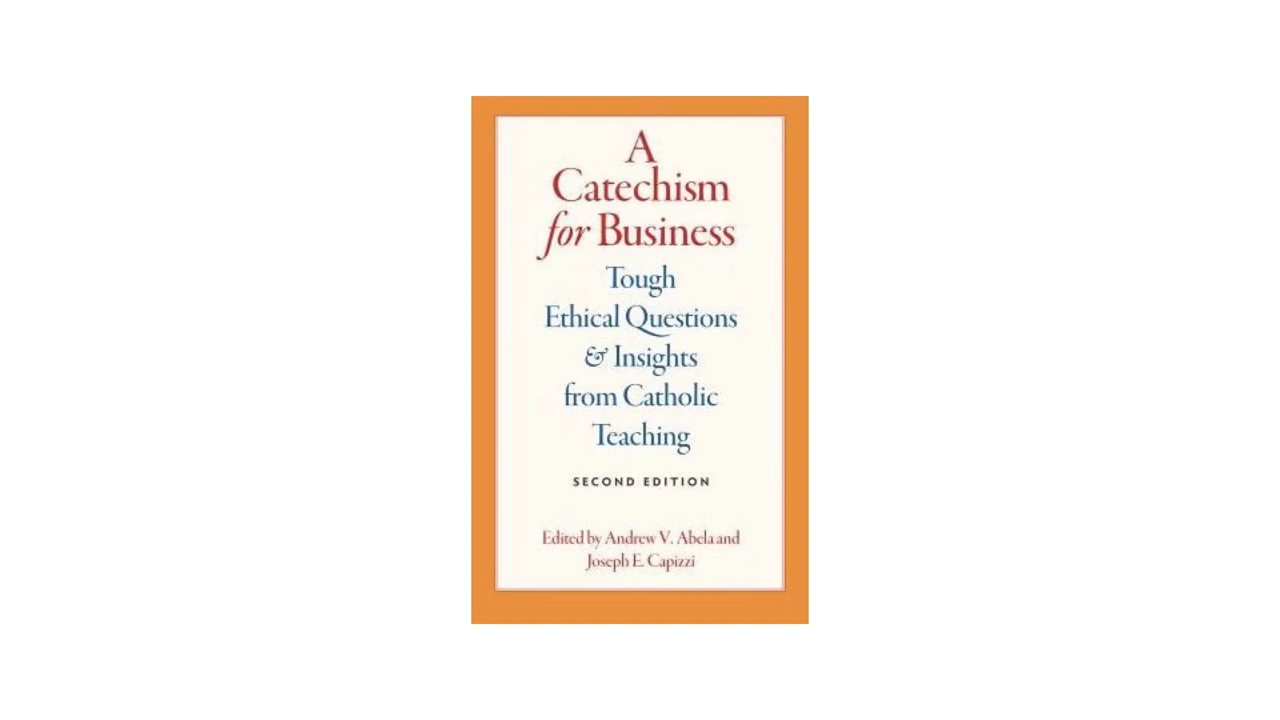 A
Catechism
for Business
Tough
Ethical Questions
& Insights
from Catholic
Teaching
SECOND EDITION
Edited by Andrew V. Abela and
Joseph E. Capizzi